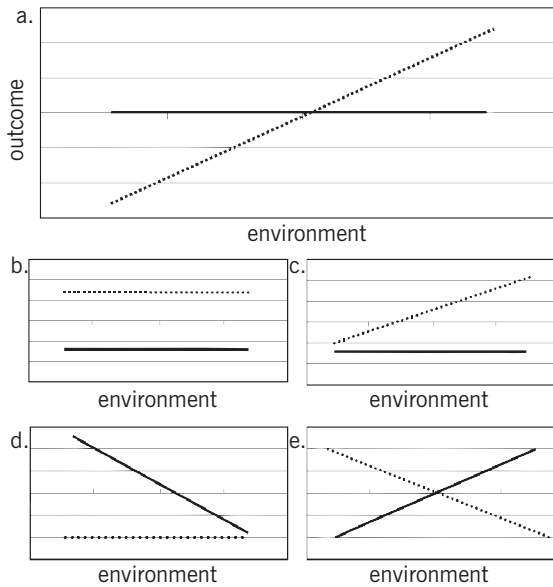 a.
outcome
environment
b.
c.
environment
environment
d.
e.
environment
environment